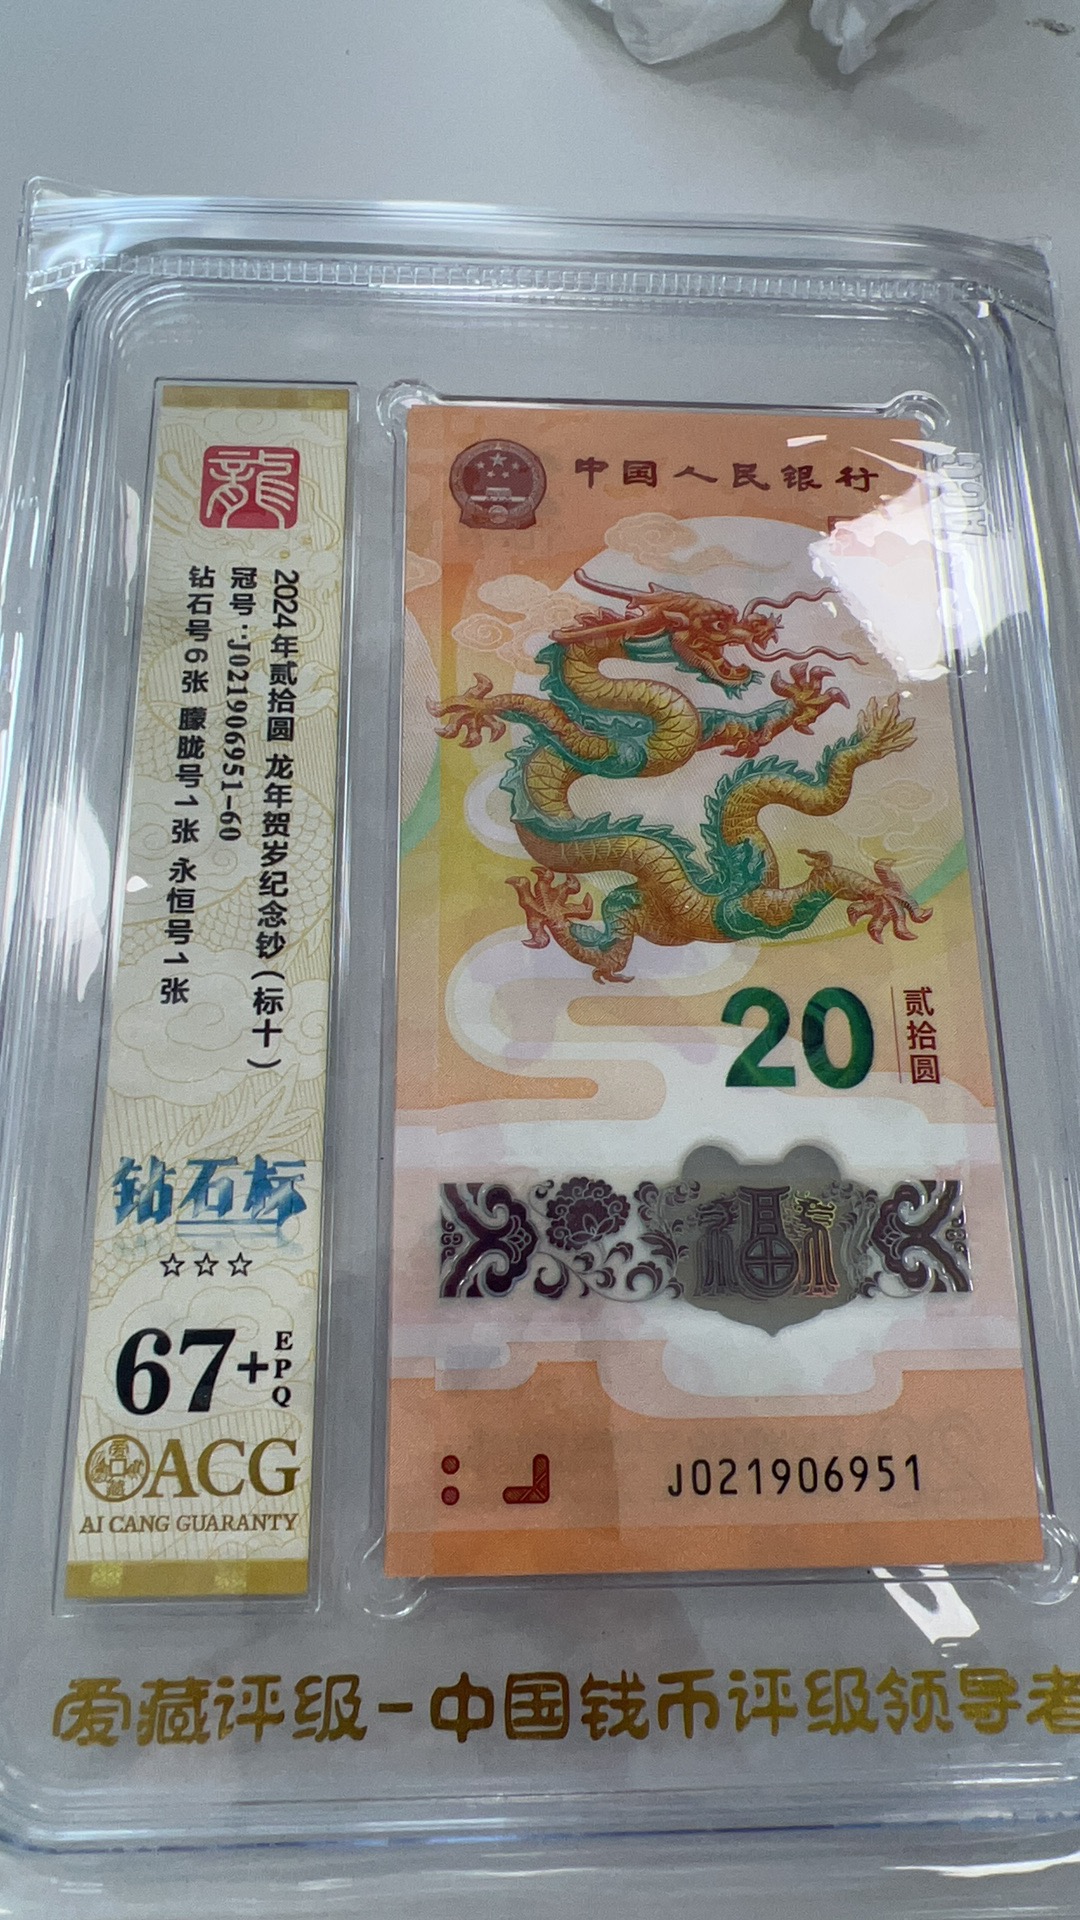 龍
2024年贰拾圆 龙年贺岁纪念钞(标十)
冠号:J021906951-60
钻石号6张 朦胧号1张 永恒号1张
钻石标
☆☆☆
67+ EPQ
爱藏
ACG
AI CANG GUARANTY
中国人民银行
20
贰拾圆
福
J021906951
爱藏评级-中国钱币评级领导者
ACG